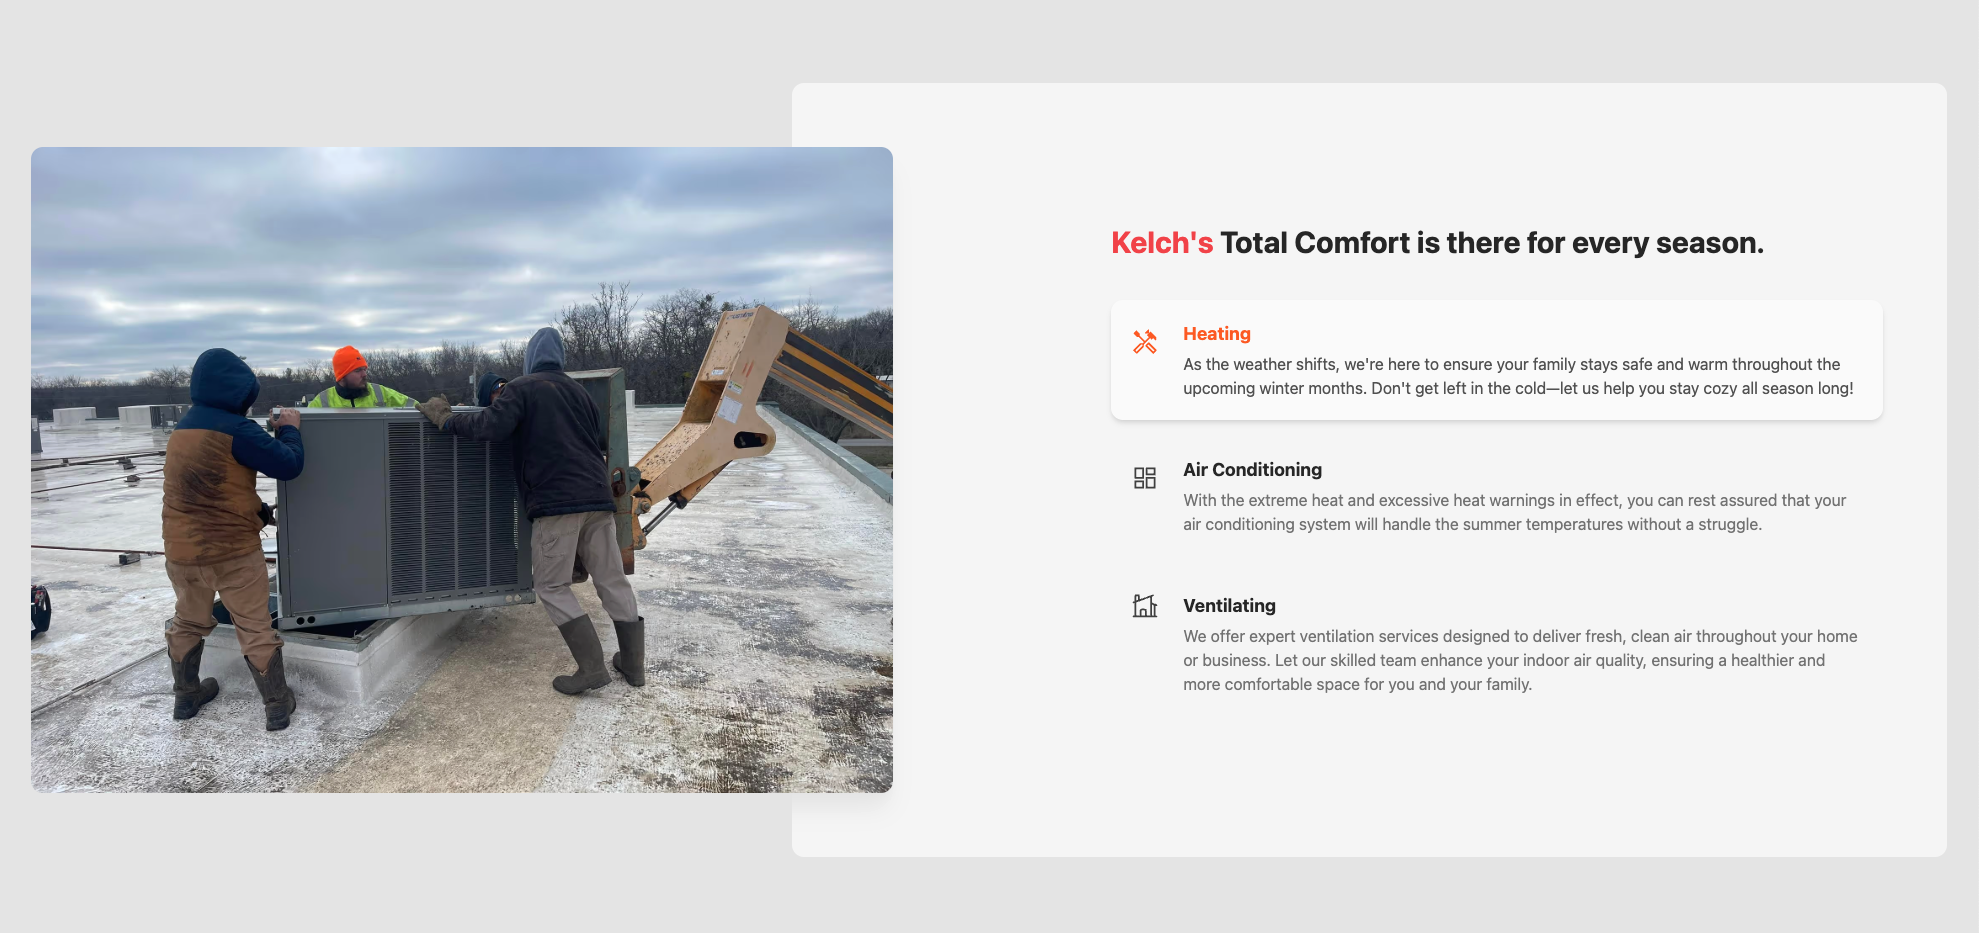 Kelch's Total Comfort is there for every season.
Heating
As the weather shifts, we're here to ensure your family stays safe and warm throughout the
upcoming winter months. Don't get left in the cold—let us help you stay cozy all season long!
Air Conditioning
With the extreme heat and excessive heat warnings in effect, you can rest assured that your
air conditioning system will handle the summer temperatures without a struggle.
Ventilating
We offer expert ventilation services designed to deliver fresh, clean air throughout your home
or business. Let our skilled team enhance your indoor air quality, ensuring a healthier and
more comfortable space for you and your family.